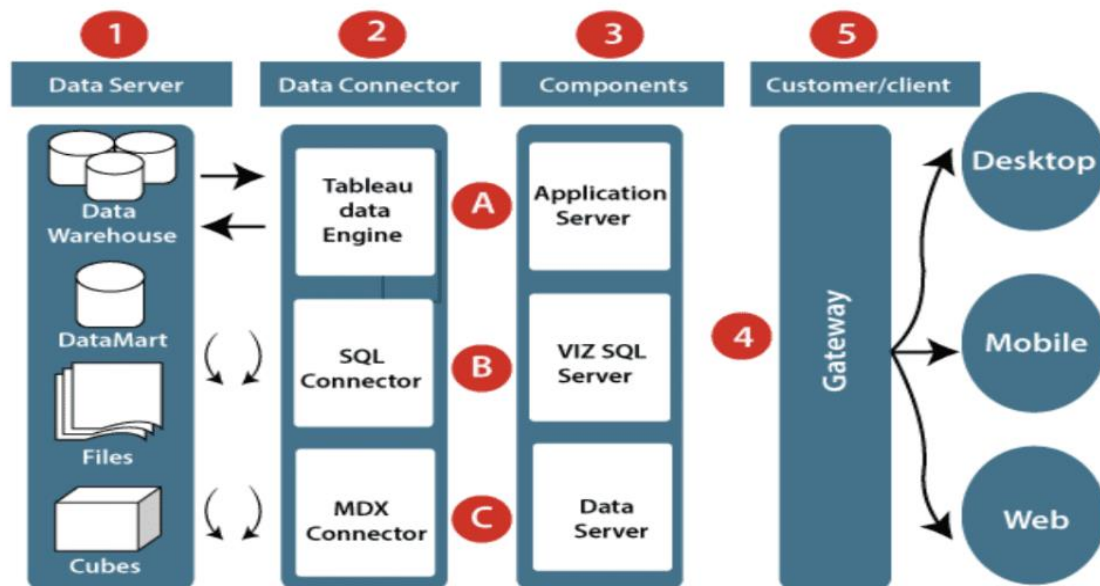 1
2
3
5
Data Server
Data Connector
Components
Customer/client
Data
Warehouse
DataMart
Files
Cubes
Tableau
data
Engine
SQL
Connector
MDX
Connector
A
B
C
Application
Server
VIZ SQL
Server
Data
Server
4
Gateway
Desktop
Mobile
Web